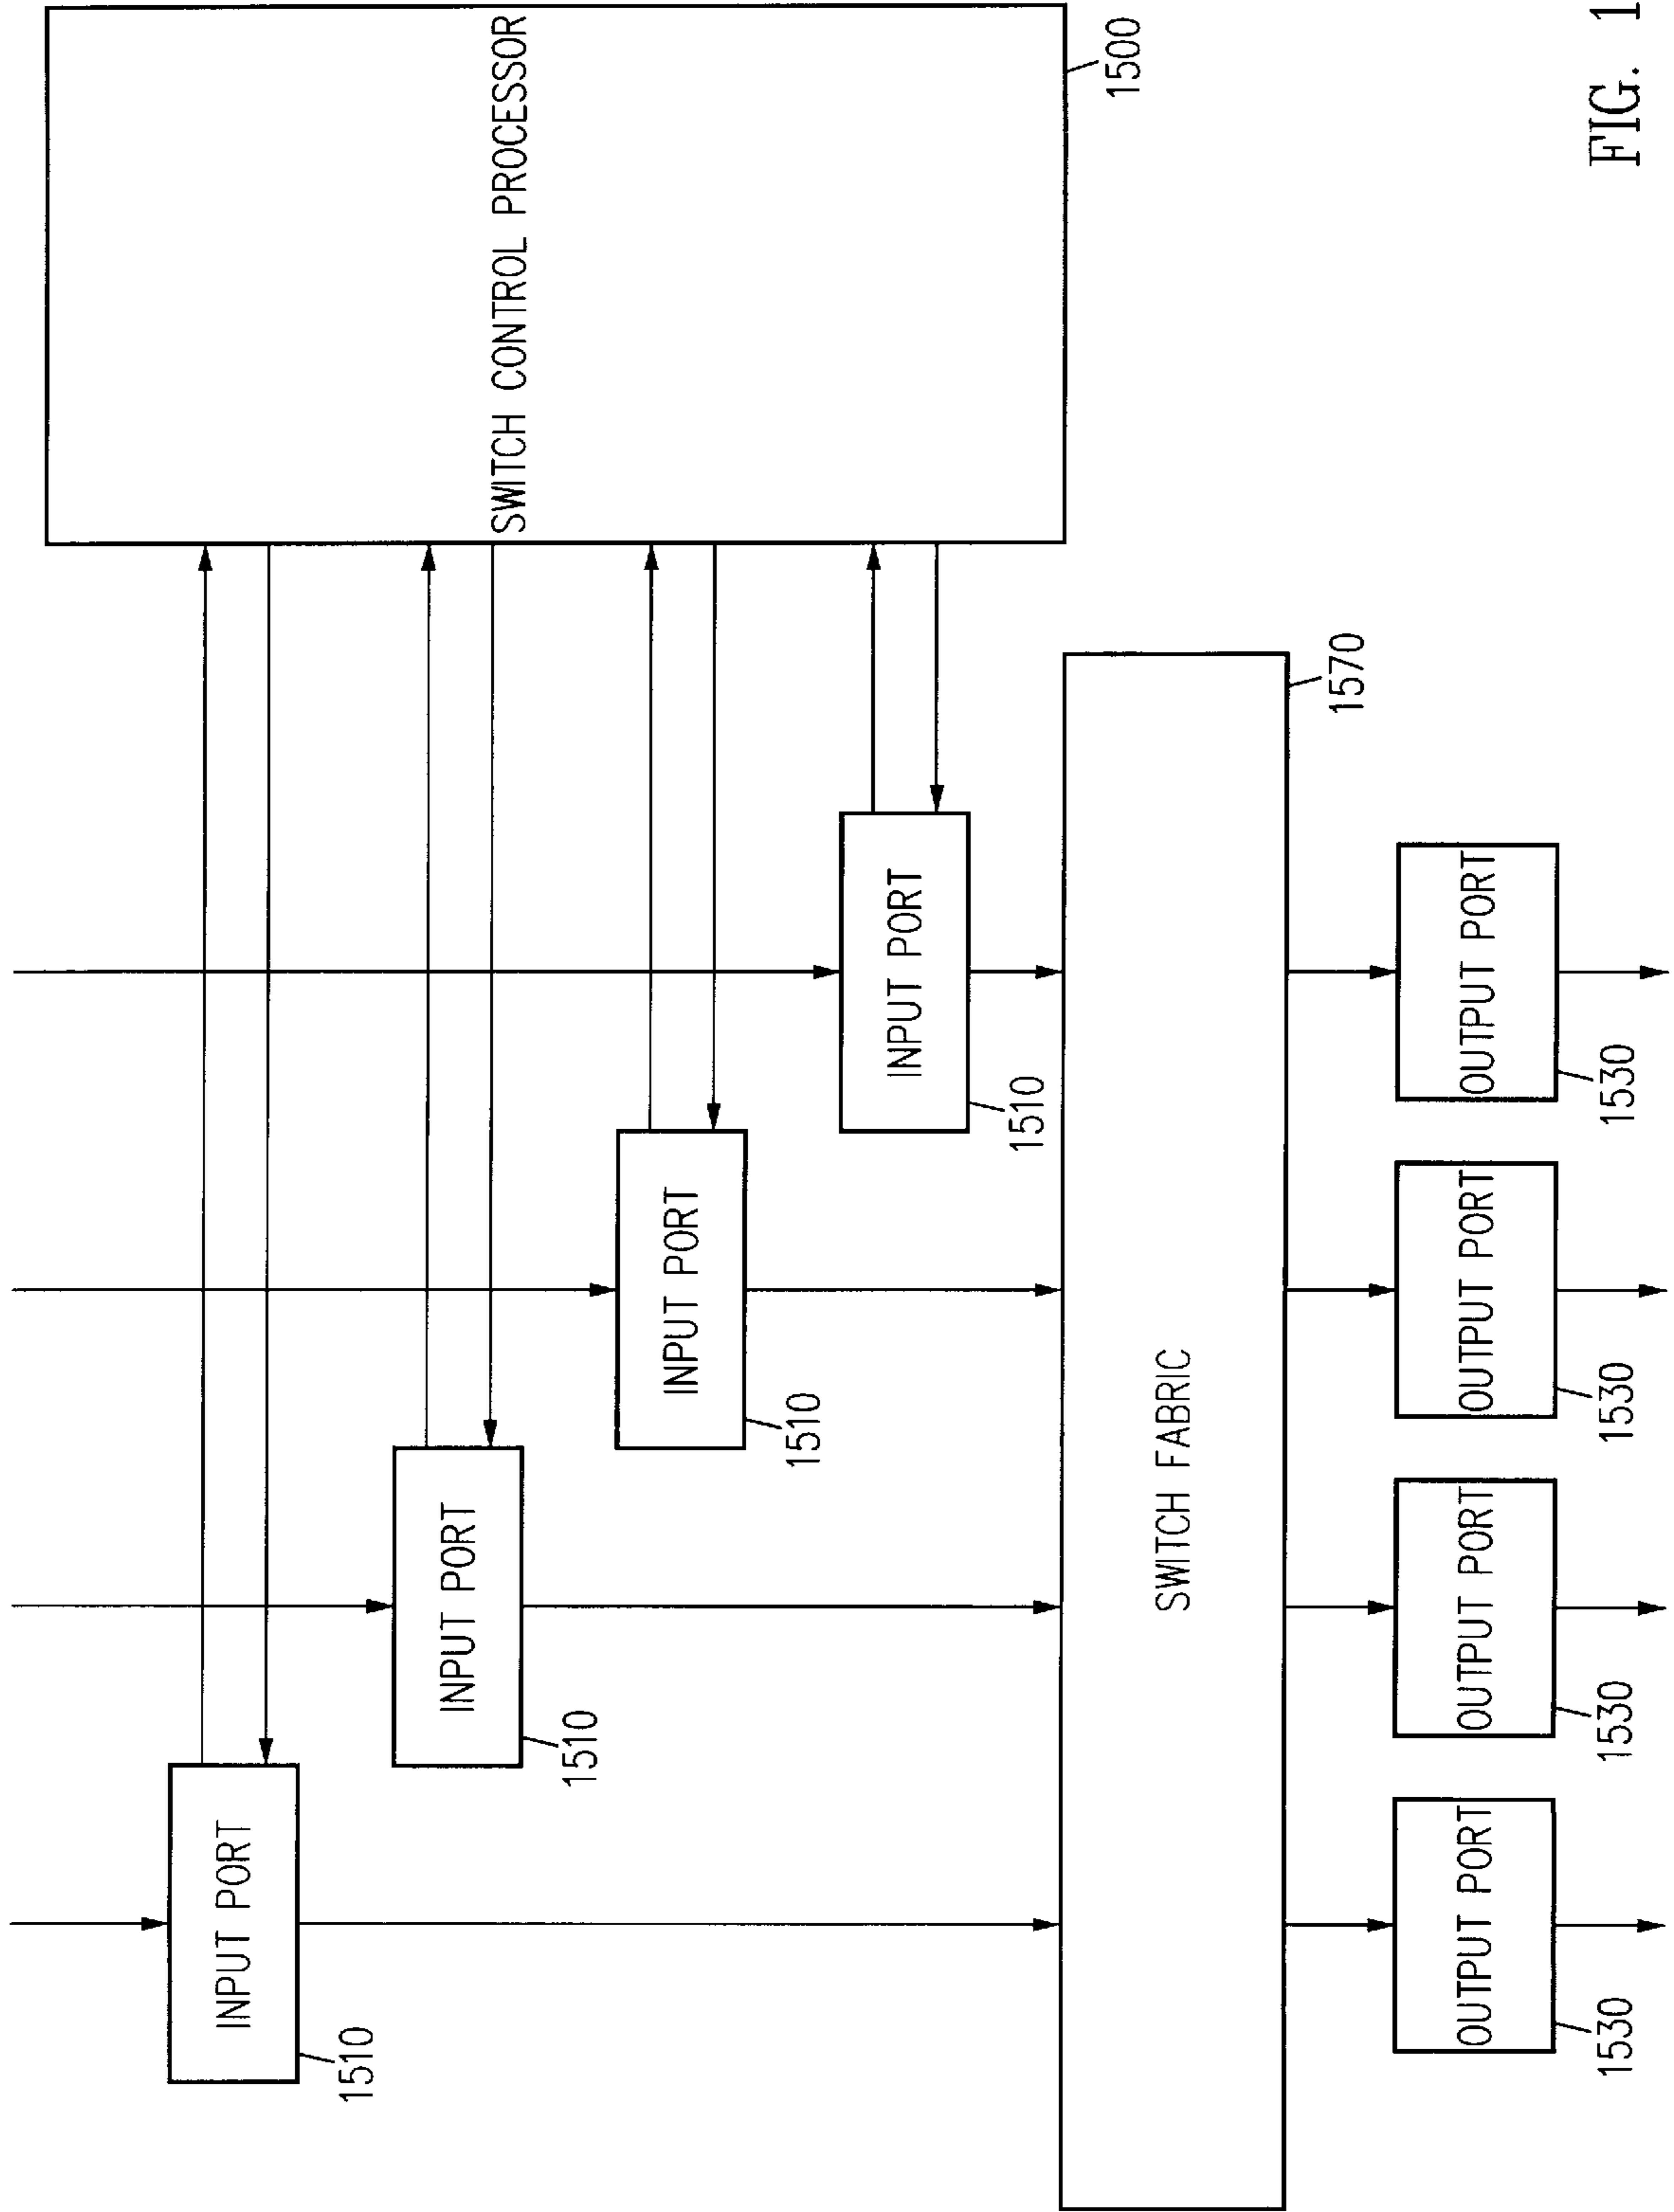 SWITCH CONTROL PROCESSOR
1500
INPUT PORT
1510
INPUT PORT
1510
INPUT PORT
1510
INPUT PORT
1510
SWITCH FABRIC
1570
OUTPUT PORT
1530
OUTPUT PORT
1530
OUTPUT PORT
1530
OUTPUT PORT
1530
FIG. 1